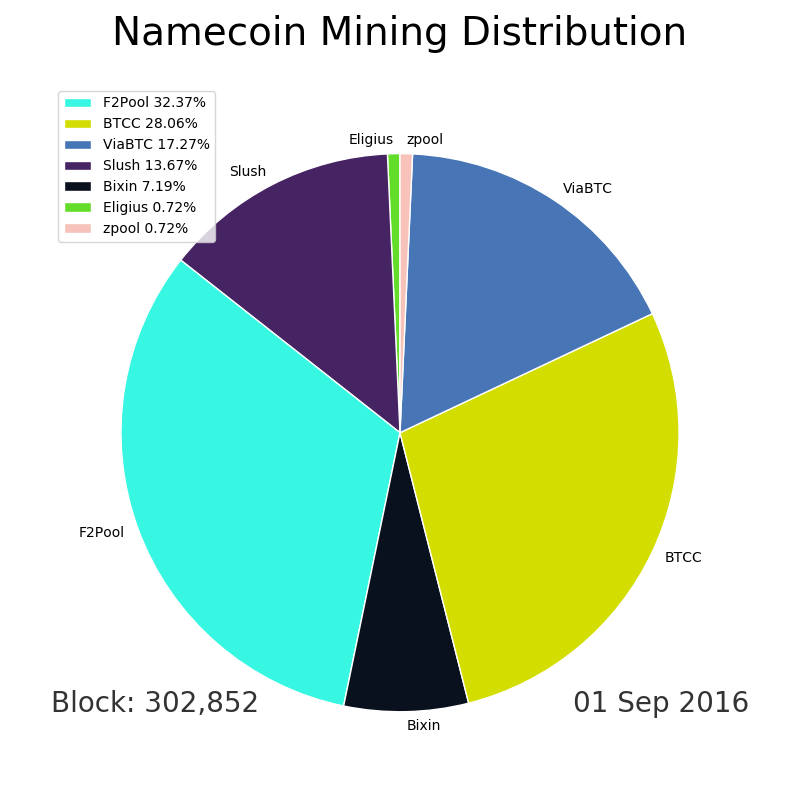 Namecoin Mining Distribution
F2Pool 32.37%
BTCC 28.06%
ViaBTC 17.27%
Slush 13.67%
Bixin 7.19%
Eligius 0.72%
zpool 0.72%
Eligius
zpool
Slush
ViaBTC
F2Pool
BTCC
Block: 302,852
01 Sep 2016
Bixin